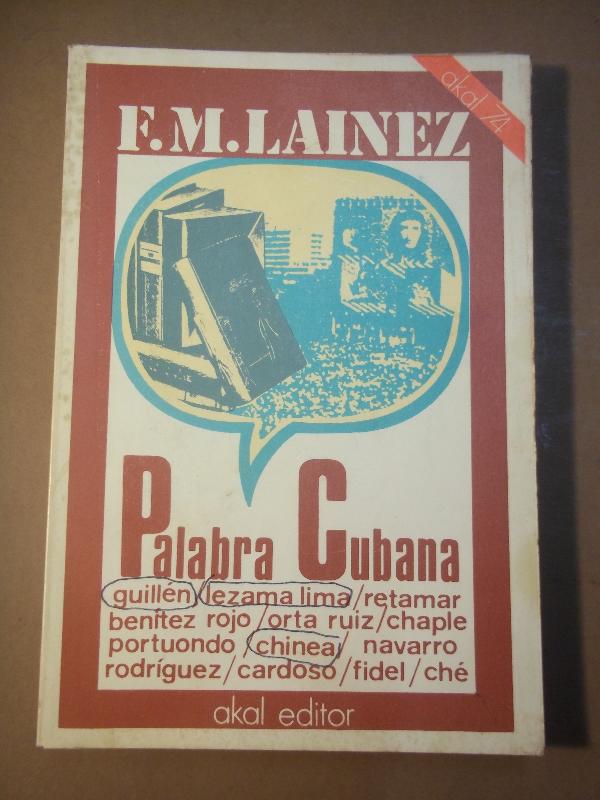 akal 74
F.M.LAINEZ
Palabra Cubana
guillén/lezama lima/retamar
benítez rojo/orta ruiz/chaple
portuondo/chinea/navarro
rodríguez/cardoso/fidel/ché
akal editor